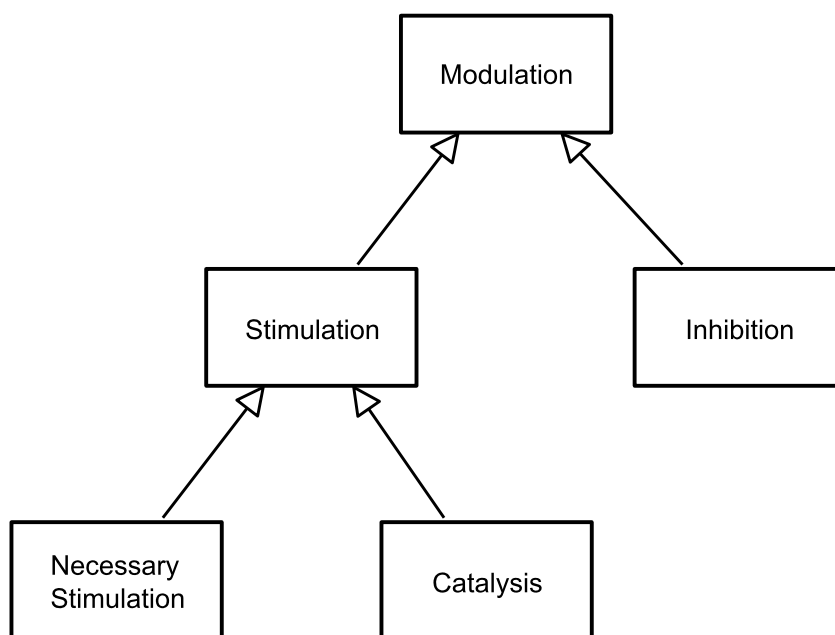 Modulation
Stimulation
Inhibition
Necessary
Stimulation
Catalysis